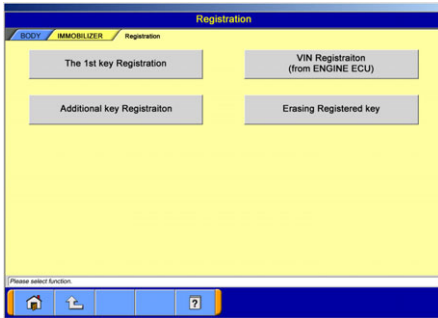 Registration
BODY IMMOBILIZER Registration
The 1st key Registration
VIN Registraiton
(from ENGINE ECU)
Additional key Registraiton
Erasing Registered key
Please select function.
?